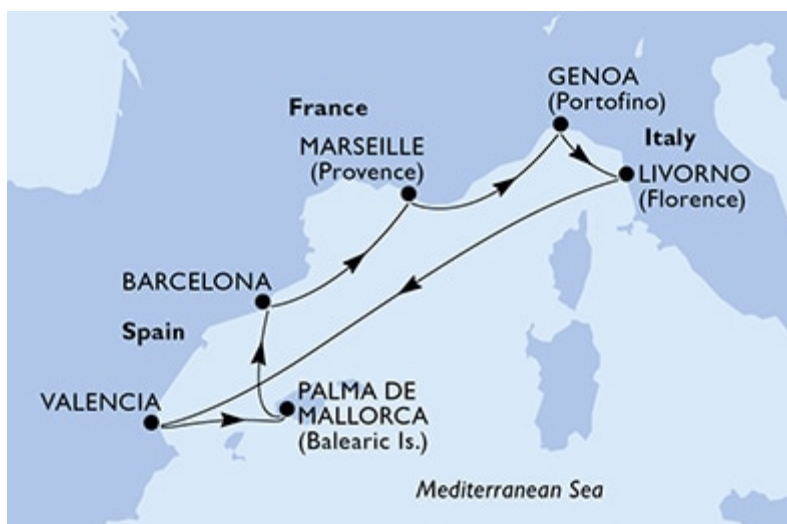 GENOA
(Portofino)
France
MARSEILLE
(Provence)
Italy
LIVORNO
(Florence)
BARCELONA
Spain
VALENCIA
PALMA DE
MALLORCA
(Balearic Is.)
Mediterranean Sea